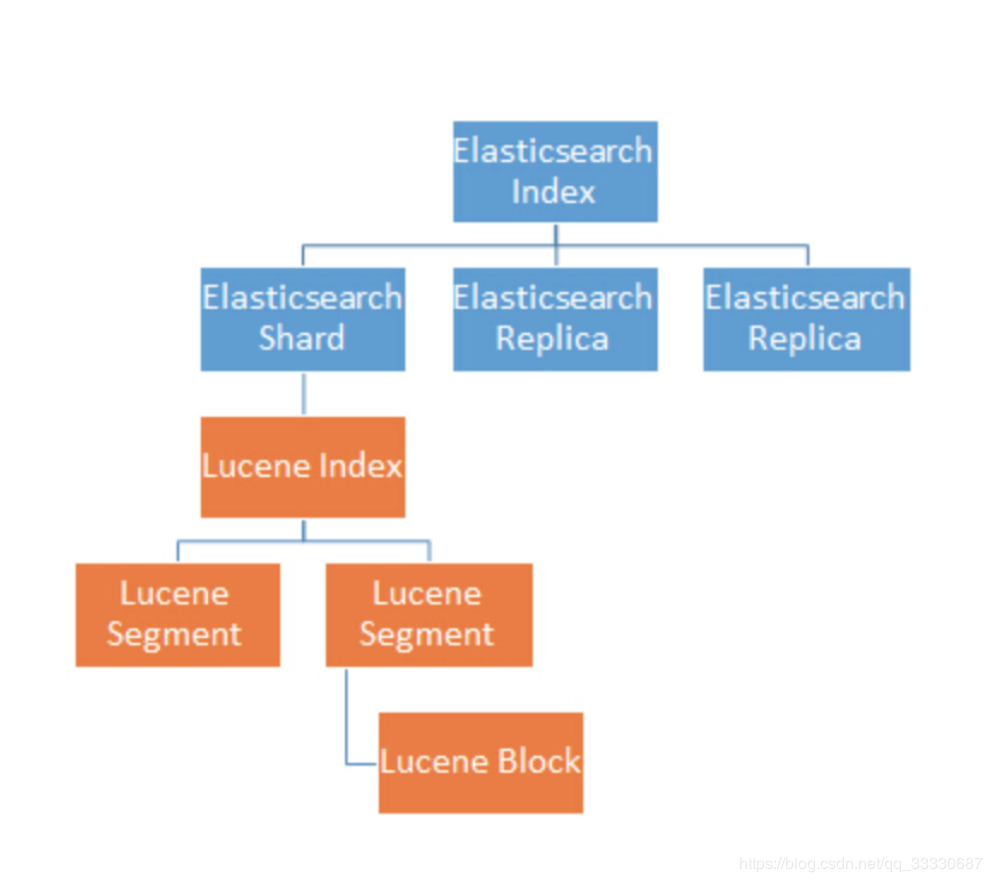 Elasticsearch
Index
Elasticsearch
Shard
Elasticsearch
Replica
Elasticsearch
Replica
Lucene Index
Lucene
Segment
Lucene
Segment
Lucene Block
https://blog.csdn.net/qq_33330687